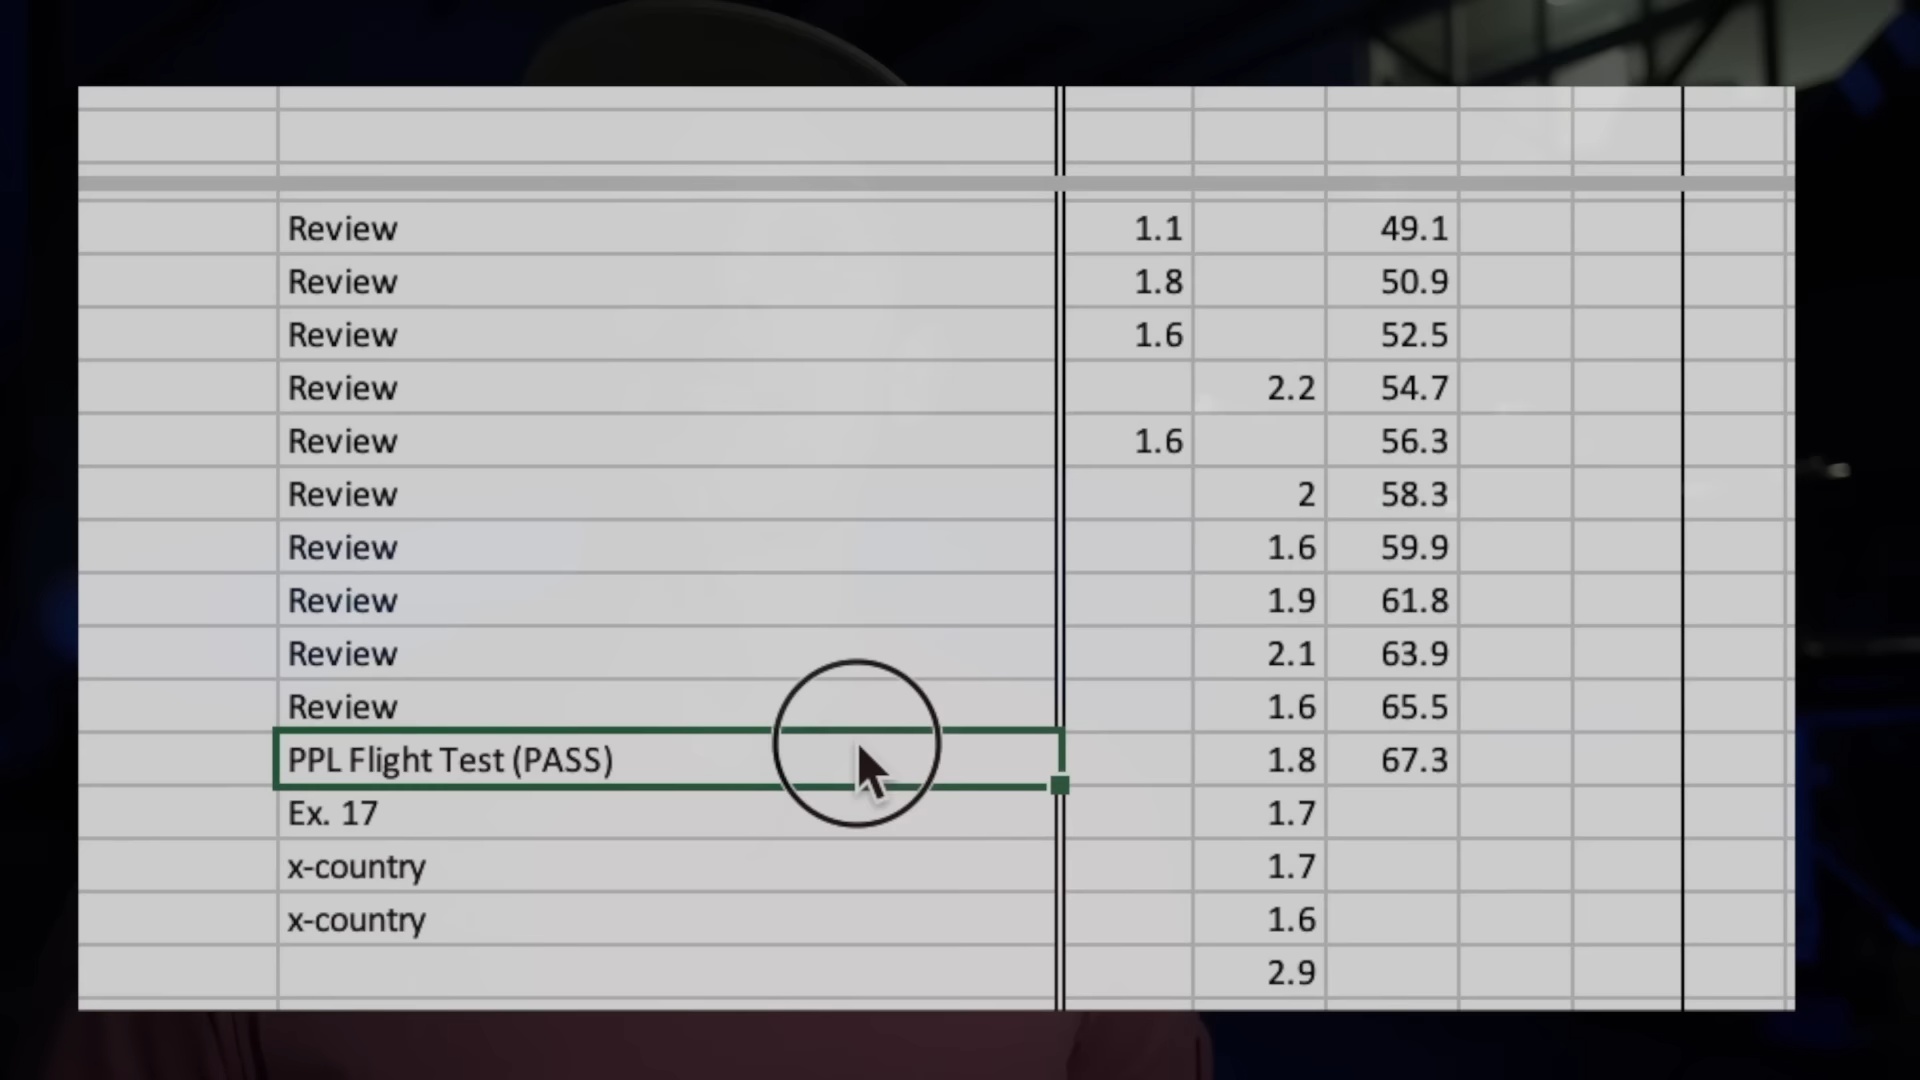 Review 1.1 49.1
Review 1.8 50.9
Review 1.6 52.5
Review 2.2 54.7
Review 1.6 56.3
Review 2 58.3
Review 1.6 59.9
Review 1.9 61.8
Review 2.1 63.9
Review 1.6 65.5
PPL Flight Test (PASS) 1.8 67.3
Ex. 17 1.7
x-country 1.7
x-country 1.6
2.9